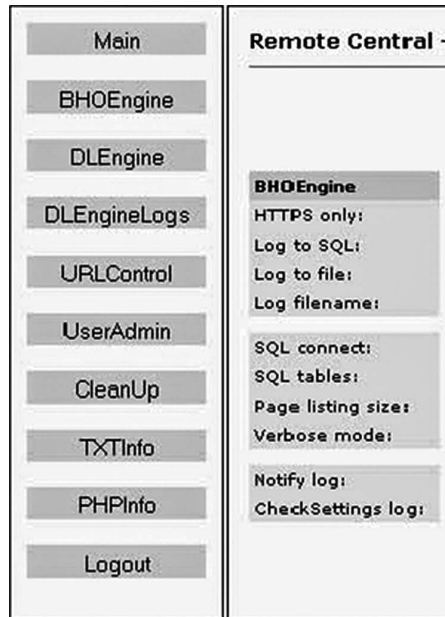 Main
BHOEngine
DLEngine
DLEngineLogs
URLControl
UserAdmin
CleanUp
TXTInfo
PHPInfo
Logout
Remote Central -
BHOEngine
HTTPS only:
Log to SQL:
Log to file:
Log filename:
SQL connect:
SQL tables:
Page listing size:
Verbose mode:
Notify log:
CheckSettings log: